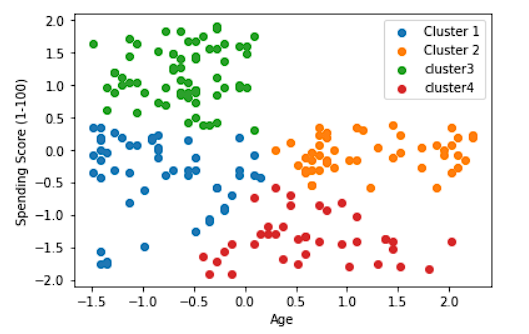 Cluster 1
Cluster 2
cluster3
cluster4
Spending Score (1-100)
2.0
1.5
1.0
0.5
0.0
−0.5
−1.0
−1.5
−2.0
−1.5 −1.0 −0.5 0.0 0.5 1.0 1.5 2.0
Age